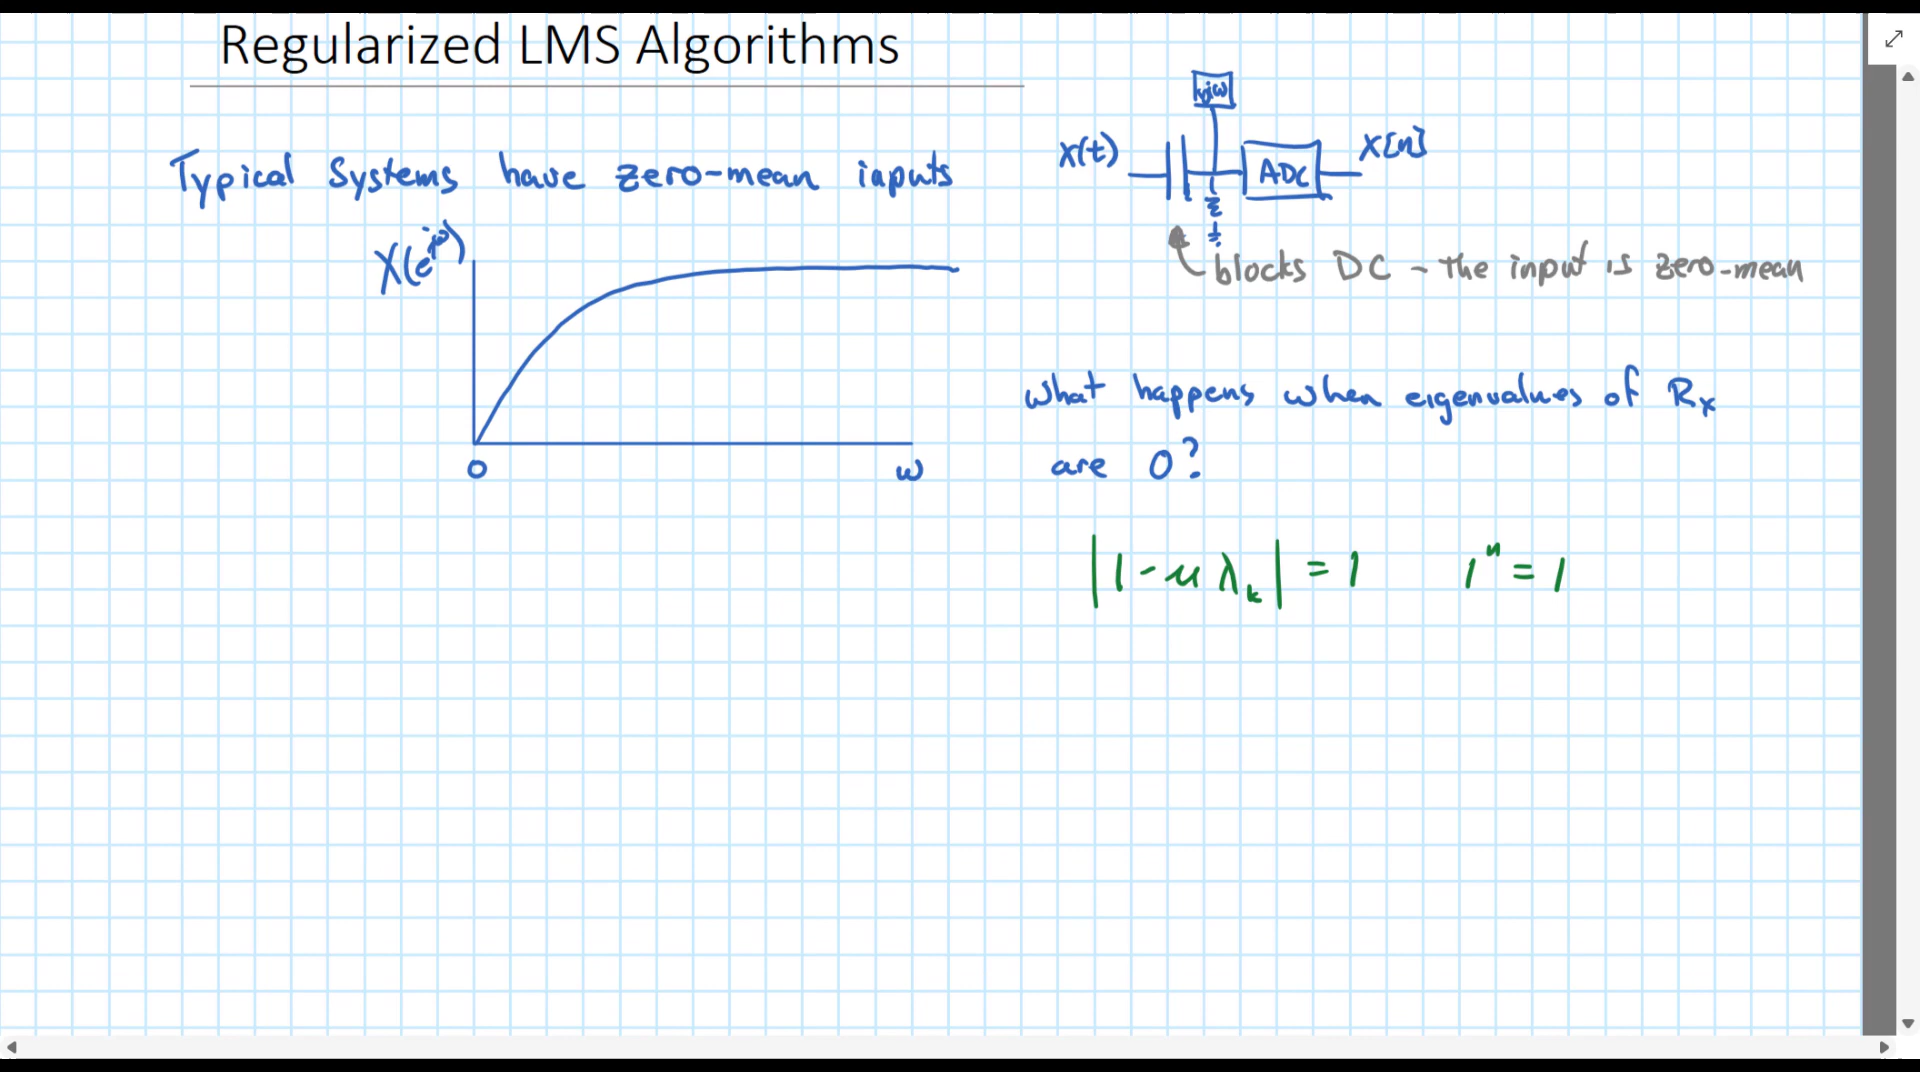 Regularized LMS Algorithms
Typical Systems have zero-mean inputs
X(e^jω)
0
ω
X(t)
ADC
X[n]
blocks DC - the input is zero-mean
what happens when eigenvalues of Rx
are 0?
|1 - μ λk| = 1
1^n = 1